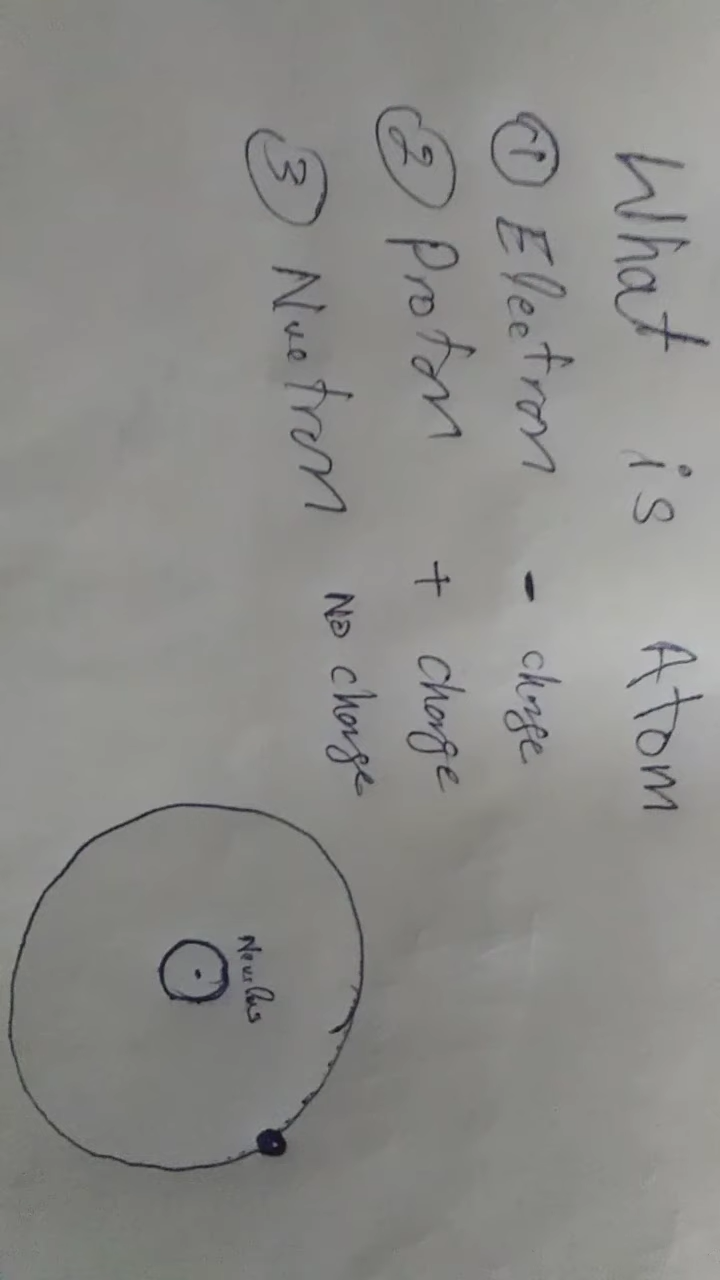 What is Atom
① Electron - charge
② Proton + charge
③ Nuetron No charge